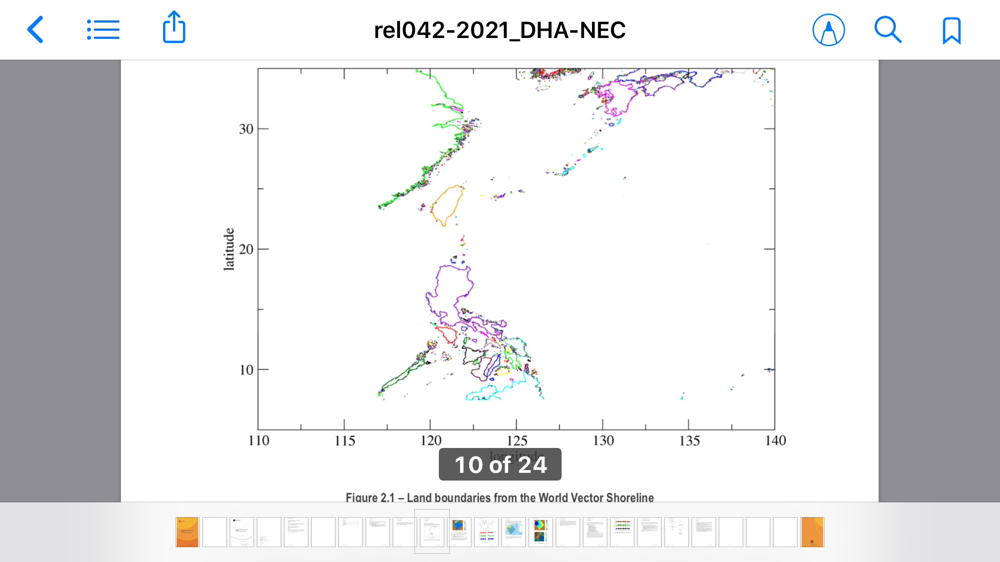 rel042-2021_DHA-NEC
30
20
10
latitude
110 115 120 125 130 135 140
longitude
10 of 24
Figure 2.1 – Land boundaries from the World Vector Shoreline